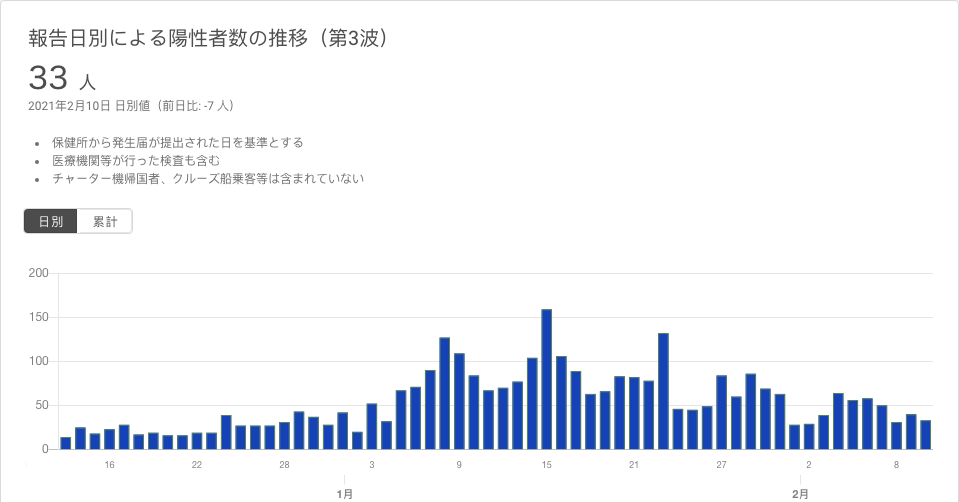 報告日別による陽性者数の推移（第3波）
33 人
2021年2月10日 日別値（前日比: -7 人）
• 保健所から発生届が提出された日を基準とする
• 医療機関等が行った検査も含む
• チャーター機帰国者、クルーズ船乗客等は含まれていない
日別 累計
200
150
100
50
0
16 22 28 3 9 15 21 27 2 8
1月 2月